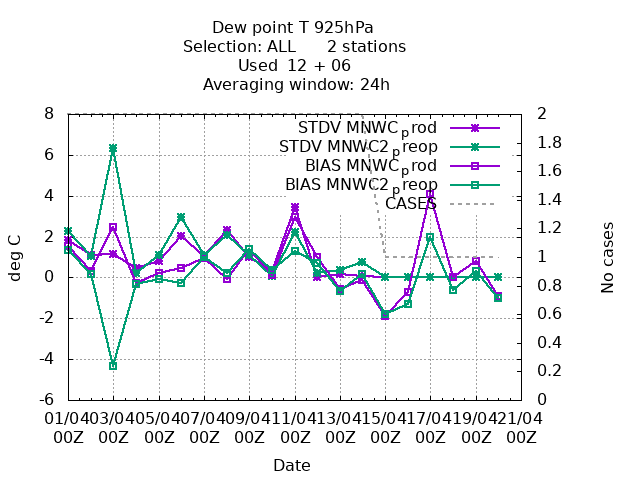 Dew point T 925hPa
Selection: ALL      2 stations
Used  12 + 06
Averaging window: 24h
8
6
4
2
0
-2
-4
-6
deg C
2
1.8
1.6
1.4
1.2
1
0.8
0.6
0.4
0.2
0
No cases
STDV MNWC_prod
STDV MNWC2_preop
BIAS MNWC_prod
BIAS MNWC2_preop
CASES
01/04 03/04 05/04 07/04 09/04 11/04 13/04 15/04 17/04 19/04 21/04
00Z 00Z 00Z 00Z 00Z 00Z 00Z 00Z 00Z 00Z 00Z
Date